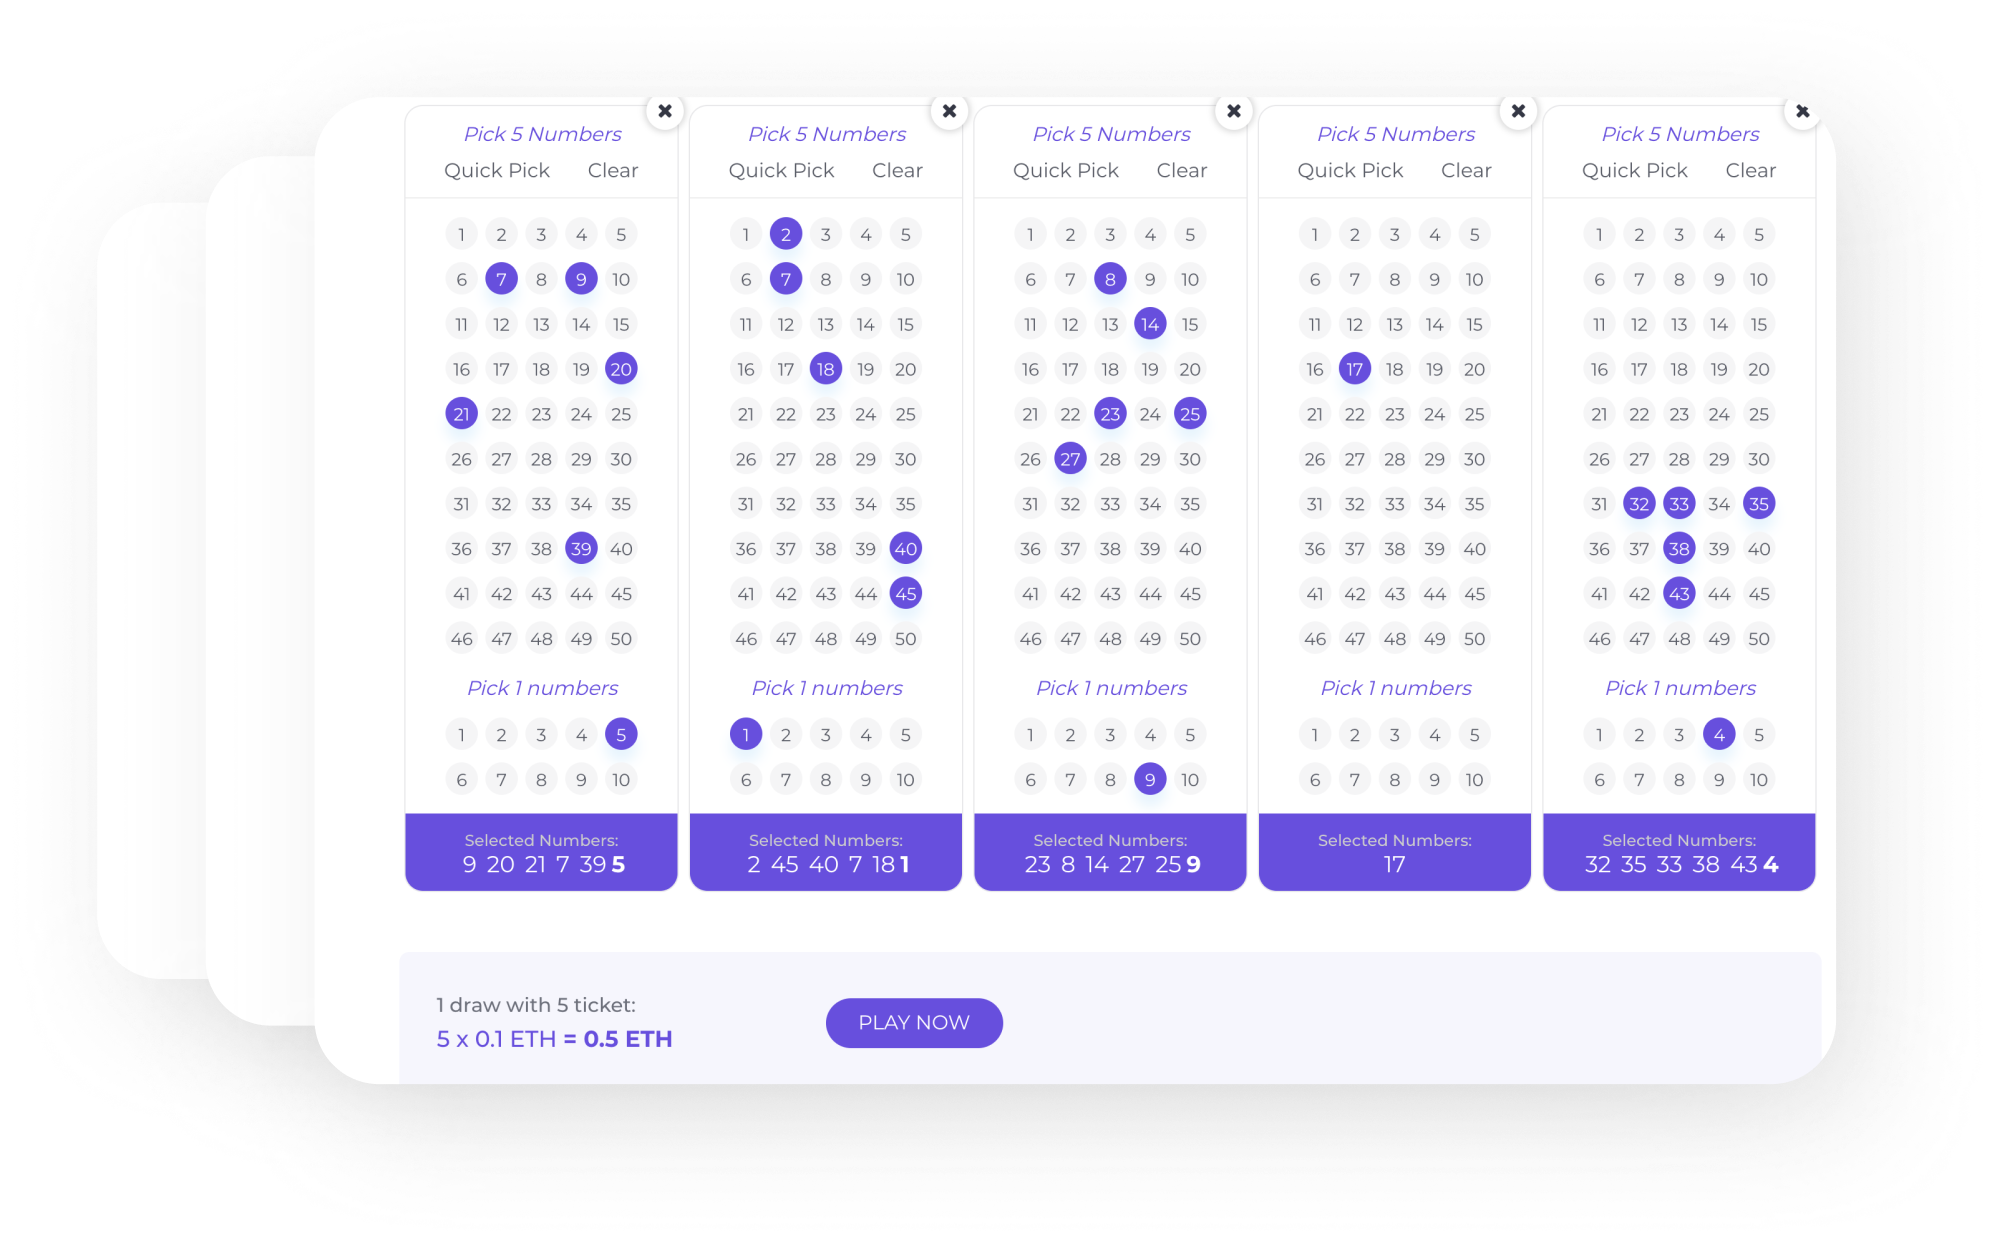 Pick 5 Numbers
Quick Pick Clear
1 2 3 4 5
6 7 8 9 10
11 12 13 14 15
16 17 18 19 20
21 22 23 24 25
26 27 28 29 30
31 32 33 34 35
36 37 38 39 40
41 42 43 44 45
46 47 48 49 50
Pick 1 numbers
1 2 3 4 5
6 7 8 9 10
Selected Numbers:
9 20 21 7 39 5
Pick 5 Numbers
Quick Pick Clear
1 2 3 4 5
6 7 8 9 10
11 12 13 14 15
16 17 18 19 20
21 22 23 24 25
26 27 28 29 30
31 32 33 34 35
36 37 38 39 40
41 42 43 44 45
46 47 48 49 50
Pick 1 numbers
1 2 3 4 5
6 7 8 9 10
Selected Numbers:
2 45 40 7 18 1
Pick 5 Numbers
Quick Pick Clear
1 2 3 4 5
6 7 8 9 10
11 12 13 14 15
16 17 18 19 20
21 22 23 24 25
26 27 28 29 30
31 32 33 34 35
36 37 38 39 40
41 42 43 44 45
46 47 48 49 50
Pick 1 numbers
1 2 3 4 5
6 7 8 9 10
Selected Numbers:
23 8 14 27 25 9
Pick 5 Numbers
Quick Pick Clear
1 2 3 4 5
6 7 8 9 10
11 12 13 14 15
16 17 18 19 20
21 22 23 24 25
26 27 28 29 30
31 32 33 34 35
36 37 38 39 40
41 42 43 44 45
46 47 48 49 50
Pick 1 numbers
1 2 3 4 5
6 7 8 9 10
Selected Numbers:
17
Pick 5 Numbers
Quick Pick Clear
1 2 3 4 5
6 7 8 9 10
11 12 13 14 15
16 17 18 19 20
21 22 23 24 25
26 27 28 29 30
31 32 33 34 35
36 37 38 39 40
41 42 43 44 45
46 47 48 49 50
Pick 1 numbers
1 2 3 4 5
6 7 8 9 10
Selected Numbers:
32 35 33 38 43 4
1 draw with 5 ticket:
5 x 0.1 ETH = 0.5 ETH
PLAY NOW